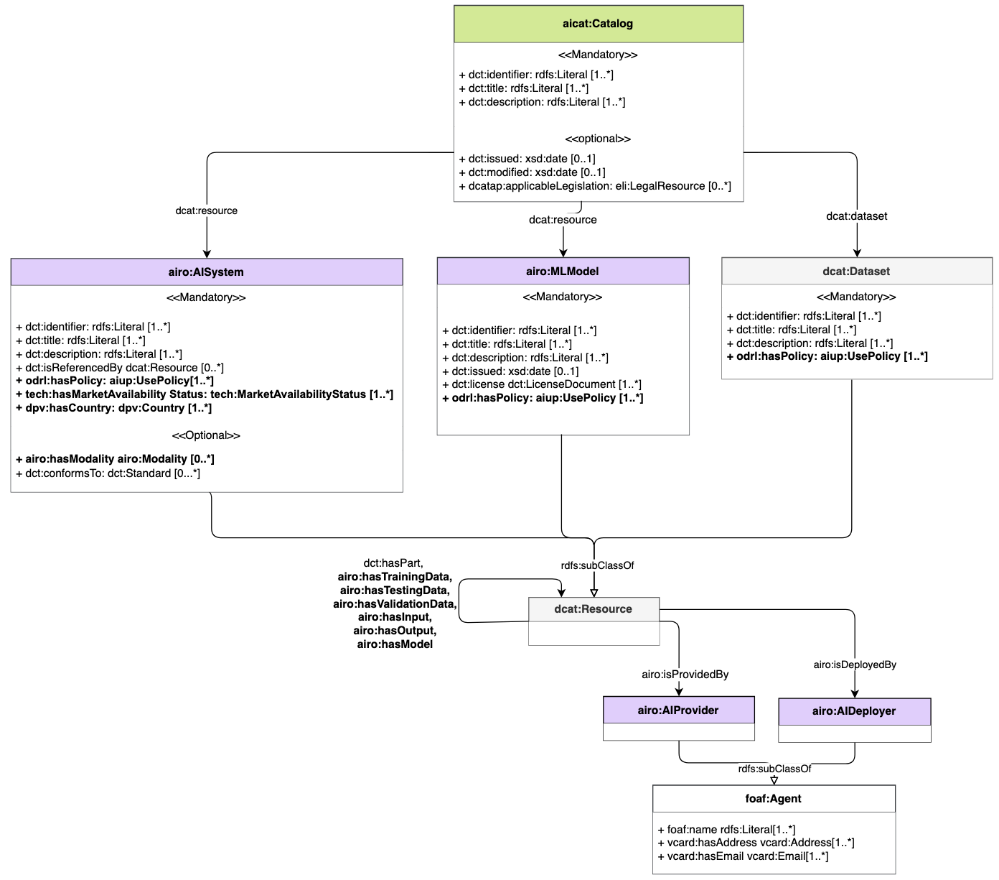 aicat:Catalog
<<Mandatory>>
+ dct:identifier: rdfs:Literal [1..*]
+ dct:title: rdfs:Literal [1..*]
+ dct:description: rdfs:Literal [1..*]
<<optional>>
+ dct:issued: xsd:date [0..1]
+ dct:modified: xsd:date [0..1]
+ dcatap:applicableLegislation: eli:LegalResource [0..*]
dcat:resource
dcat:resource
dcat:dataset
airo:AISystem
<<Mandatory>>
+ dct:identifier: rdfs:Literal [1..*]
+ dct:title: rdfs:Literal [1..*]
+ dct:description: rdfs:Literal [1..*]
+ dct:isReferencedBy dcat:Resource [0..*]
+ odrl:hasPolicy: aiup:UsePolicy[1..*]
+ tech:hasMarketAvailability Status: tech:MarketAvailabilityStatus [1..*]
+ dpv:hasCountry: dpv:Country [1..*]
<<Optional>>
+ airo:hasModality airo:Modality [0..*]
+ dct:conformsTo: dct:Standard [0...*]
airo:MLModel
<<Mandatory>>
+ dct:identifier: rdfs:Literal [1..*]
+ dct:title: rdfs:Literal [1..*]
+ dct:description: rdfs:Literal [1..*]
+ dct:issued: xsd:date [0..1]
+ dct:license dct:LicenseDocument [1..*]
+ odrl:hasPolicy: aiup:UsePolicy [1..*]
dcat:Dataset
<<Mandatory>>
+ dct:identifier: rdfs:Literal [1..*]
+ dct:title: rdfs:Literal [1..*]
+ dct:description: rdfs:Literal [1..*]
+ odrl:hasPolicy: aiup:UsePolicy [1..*]
rdfs:subClassOf
dct:hasPart,
airo:hasTrainingData,
airo:hasTestingData,
airo:hasValidationData,
airo:hasInput,
airo:hasOutput,
airo:hasModel
dcat:Resource
airo:isProvidedBy
airo:isDeployedBy
airo:AIProvider
airo:AIDeployer
rdfs:subClassOf
foaf:Agent
+ foaf:name rdfs:Literal[1..*]
+ vcard:hasAddress vcard:Address[1..*]
+ vcard:hasEmail vcard:Email[1..*]